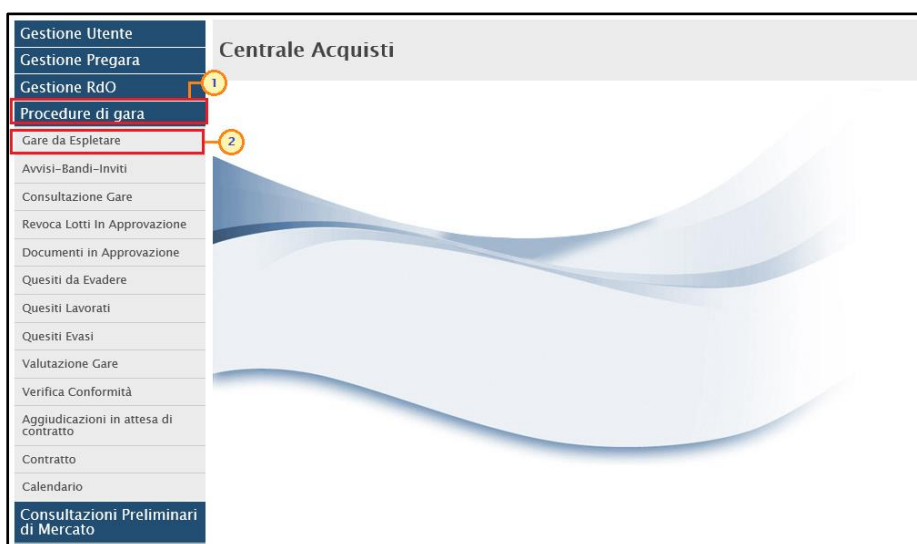 Gestione Utente
Gestione Pregara
Gestione RdO
Procedure di gara
Gare da Espletare
Avvisi-Bandi-Inviti
Consultazione Gare
Revoca Lotti In Approvazione
Documenti in Approvazione
Quesiti da Evadere
Quesiti Lavorati
Quesiti Evasi
Valutazione Gare
Verifica Conformità
Aggiudicazioni in attesa di
contratto
Contratto
Calendario
Consultazioni Preliminari
di Mercato
Centrale Acquisti
1
2